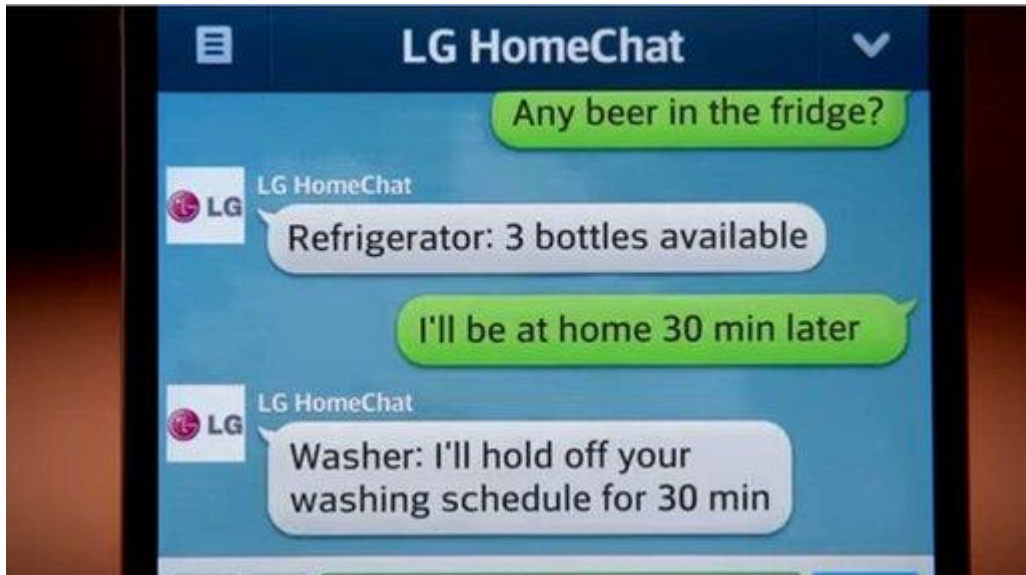 LG HomeChat
Any beer in the fridge?
LG HomeChat
LG
Refrigerator: 3 bottles available
I'll be at home 30 min later
LG HomeChat
LG
Washer: I'll hold off your
washing schedule for 30 min